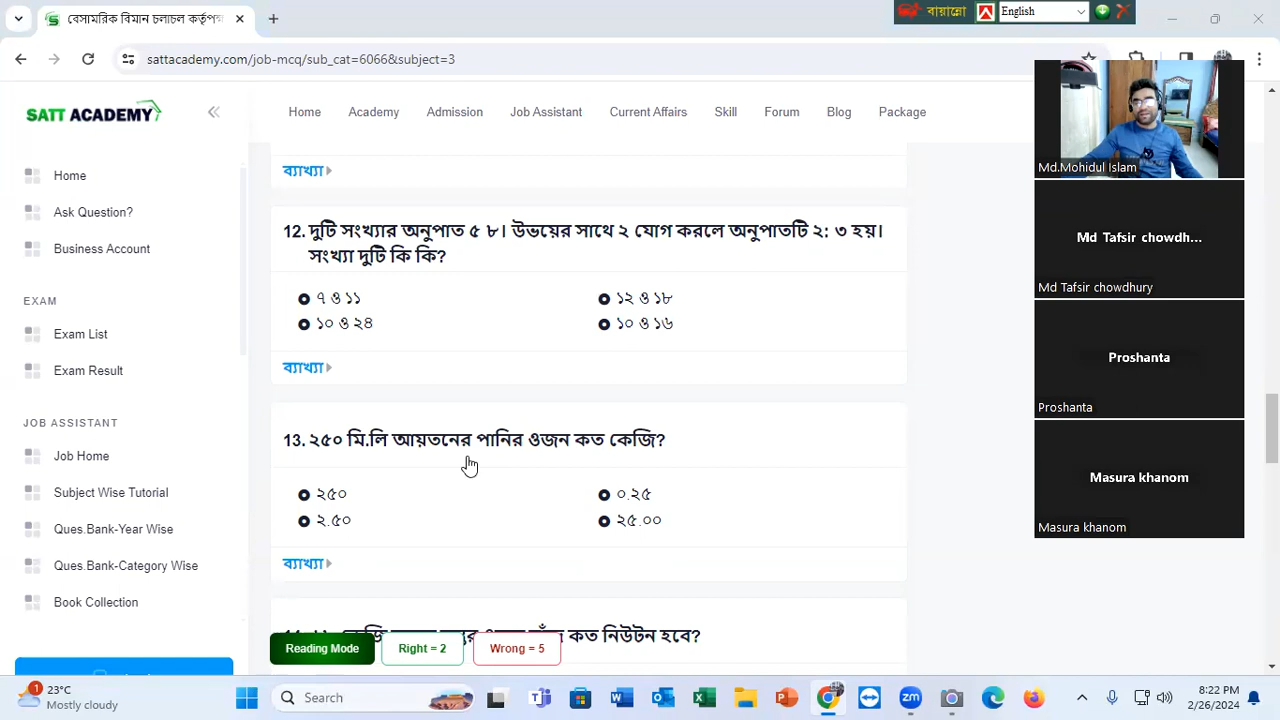 বেসামরিক বিমান চলাচল কর্তৃপক্ষ
বায়ান্নো
English
sattacademy.com/job-mcq/sub_cat=6066&subject=3
SATT ACADEMY
Home
Academy
Admission
Job Assistant
Current Affairs
Skill
Forum
Blog
Package
Home
Ask Question?
Business Account
EXAM
Exam List
Exam Result
JOB ASSISTANT
Job Home
Subject Wise Tutorial
Ques.Bank-Year Wise
Ques.Bank-Category Wise
Book Collection
ব্যাখ্যা
12. দুটি সংখ্যার অনুপাত ৫ ৮। উভয়ের সাথে ২ যোগ করলে অনুপাতটি ২: ৩ হয়।
সংখ্যা দুটি কি কি?
৭ ও ১১
১২ ও ১৮
১০ ও ২৪
১০ ও ১৬
ব্যাখ্যা
13. ২৫০ মি.লি আয়তনের পানির ওজন কত কেজি?
২৫০
০.২৫
২.৫০
২৫.০০
ব্যাখ্যা
কত নিউটন হবে?
Reading Mode
Right = 2
Wrong = 5
Md.Mohidul Islam
Md Tafsir chowdh...
Md Tafsir chowdhury
Proshanta
Proshanta
Masura khanom
Masura khanom
1
23°C
Mostly cloudy
Search
8:22 PM
2/26/2024